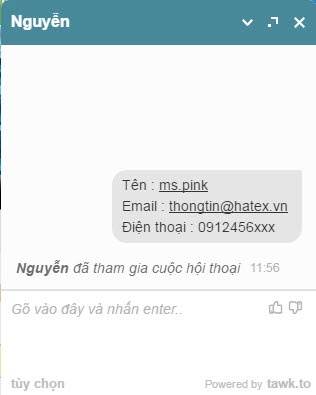 Nguyễn
Tên : ms.pink
Email : thongtin@hatex.vn
Điện thoại : 0912456xxx
Nguyễn đã tham gia cuộc hội thoại 11:56
Gõ vào đây và nhấn enter..
tùy chọn Powered by tawk.to